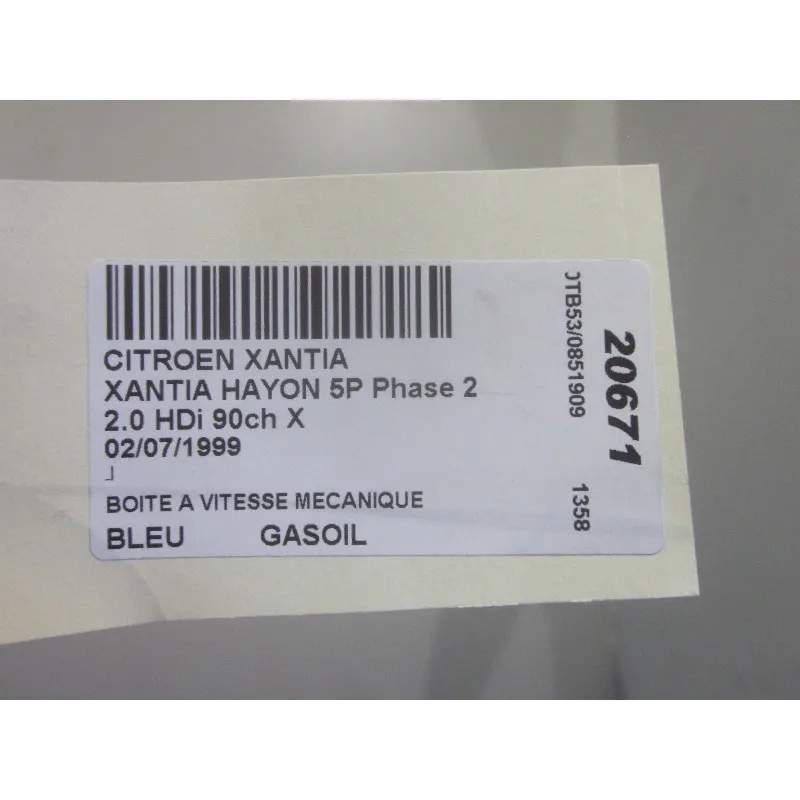 CITROEN XANTIA
XANTIA HAYON 5P Phase 2
2.0 HDi 90ch X
02/07/1999
BOITE A VITESSE MECANIQUE
BLEU GASOIL
TB53/0851909 1358
20671